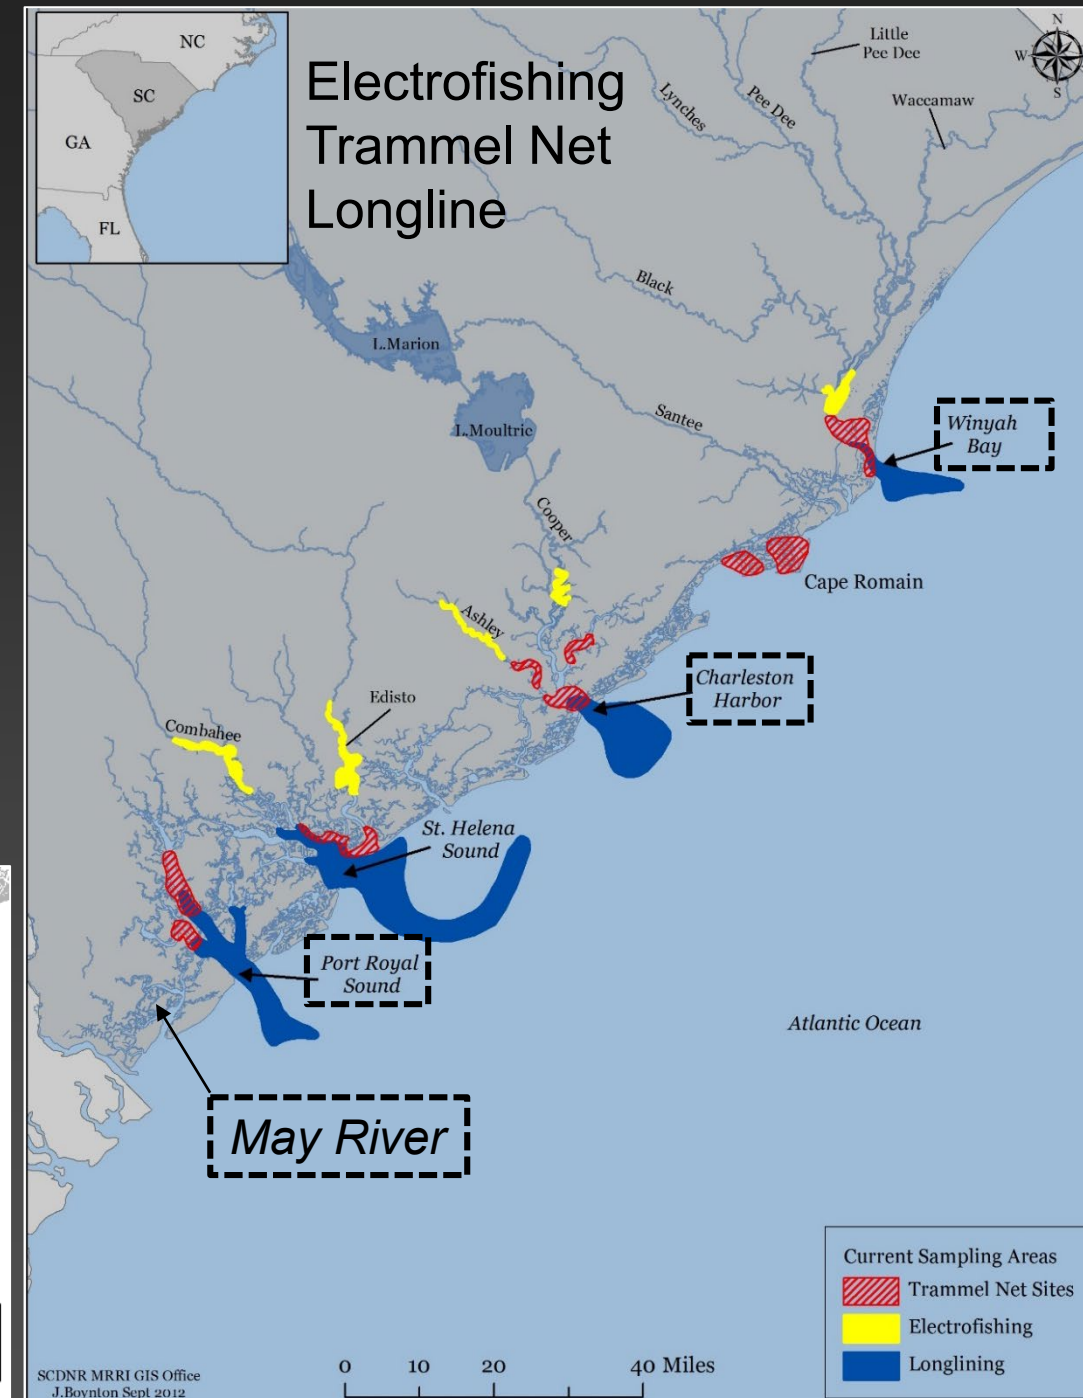 NC
SC
GA
FL
Electrofishing
Trammel Net
Longline
N
W
S
Little
Pee Dee
Pee Dee
Lynches
Waccamaw
Black
L.Marion
L.Moultric
Santee
Winyah
Bay
Cooper
Cape Romain
Ashley
Charleston
Harbor
Edisto
Combahee
St. Helena
Sound
Port Royal
Sound
Atlantic Ocean
May River
Current Sampling Areas
Trammel Net Sites
Electrofishing
Longlining
SCDNR MRRI GIS Office
J.Boynton Sept 2012
0 10 20 40 Miles